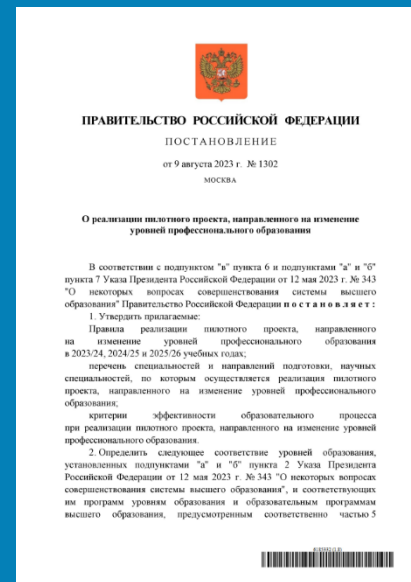 ПРАВИТЕЛЬСТВО РОССИЙСКОЙ ФЕДЕРАЦИИ
ПОСТАНОВЛЕНИЕ
от 9 августа 2023 г. № 1302
МОСКВА
О реализации пилотного проекта, направленного на изменение
уровней профессионального образования
В соответствии с подпунктом "в" пункта 6 и подпунктами "а" и "б"
пункта 7 Указа Президента Российской Федерации от 12 мая 2023 г. № 343
"О некоторых вопросах совершенствования системы высшего
образования" Правительство Российской Федерации постановляет:
1. Утвердить прилагаемые:
Правила реализации пилотного проекта, направленного
на изменение уровней профессионального образования
в 2023/24, 2024/25 и 2025/26 учебных годах;
перечень специальностей и направлений подготовки, научных
специальностей, по которым осуществляется реализация пилотного
проекта, направленного на изменение уровней профессионального
образования;
критерии эффективности образовательного процесса
при реализации пилотного проекта, направленного на изменение уровней
профессионального образования.
2. Определить следующее соответствие уровней образования,
установленных подпунктами "а" и "б" пункта 2 Указа Президента
Российской Федерации от 12 мая 2023 г. № 343 "О некоторых вопросах
совершенствования системы высшего образования", и соответствующих
им программ уровням образования и образовательным программам
высшего образования, предусмотренным соответственно частью 5